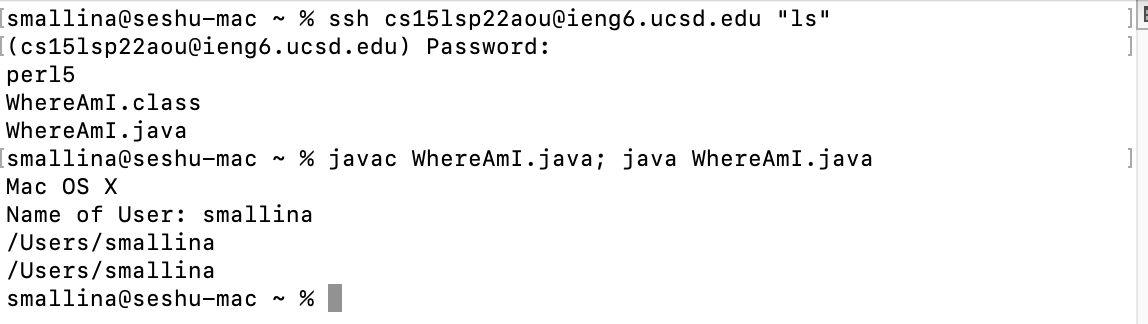 [smallina@seshu-mac ~ % ssh cs15lsp22aou@ieng6.ucsd.edu "ls" ]
[(cs15lsp22aou@ieng6.ucsd.edu) Password: ]
perl5
WhereAmI.class
WhereAmI.java
[smallina@seshu-mac ~ % javac WhereAmI.java; java WhereAmI.java ]
Mac OS X
Name of User: smallina
/Users/smallina
/Users/smallina
smallina@seshu-mac ~ %